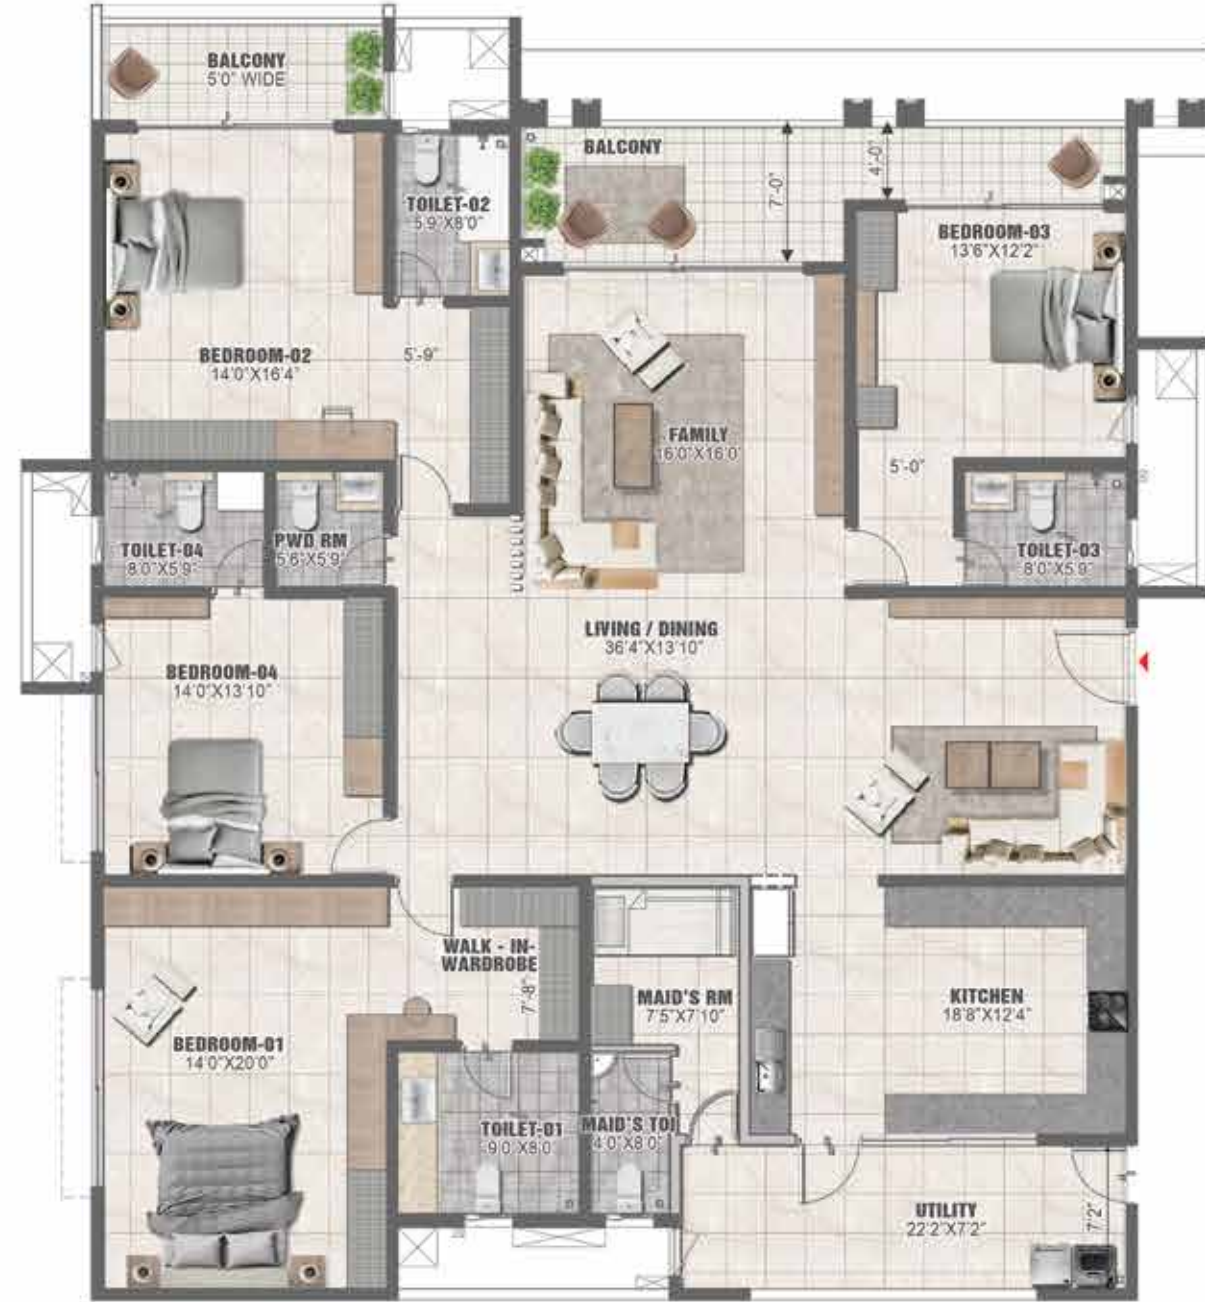 BALCONY
5'0" WIDE
BALCONY
7'-0"
4'-0"
TOILET-02
5'9"X8'0"
BEDROOM-03
13'6"X12'2"
BEDROOM-02
14'0"X16'4"
5'-9"
FAMILY
16'0"X16'0
5'-0"
TOILET-04
8'0"X5'9"
PWD RM
5'6"X5'9"
TOILET-03
8'0"X5'9"
LIVING / DINING
36'4"X13'10"
BEDROOM-04
14'0"X13'10"
WALK - IN-
WARDROBE
7'-8"
MAID'S RM
7'5"X7'10"
KITCHEN
18'8"X12'4"
BEDROOM-01
14'0"X20'0"
TOILET-01
9'0"X8'0
MAID'S TOI
4'0"X8'0"
UTILITY
22'2"X7'2"
7'2"